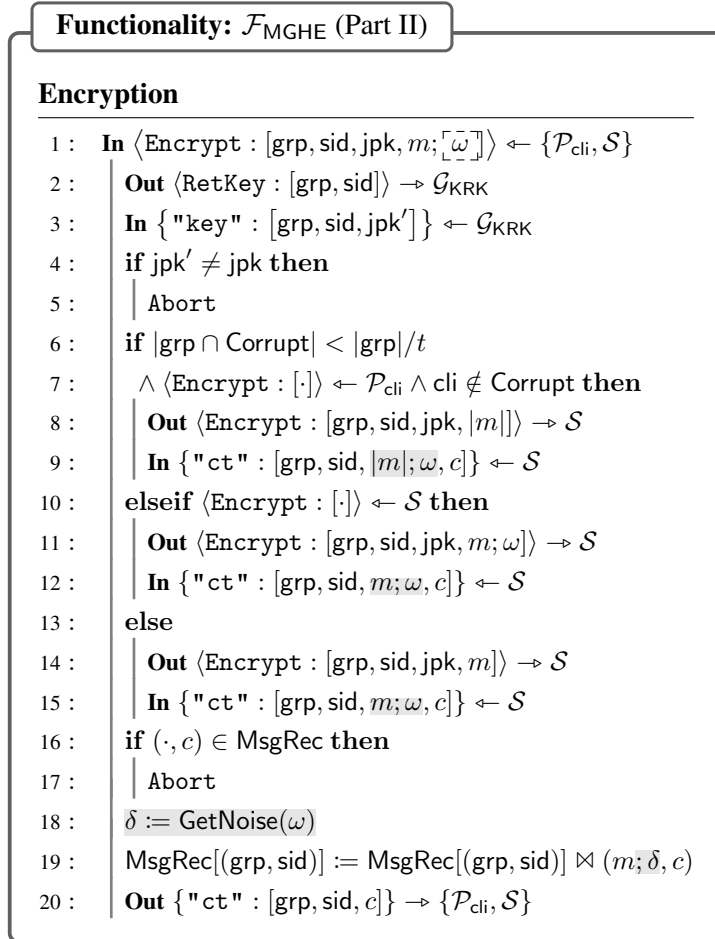 Functionality: 𝓕_MGHE (Part II)
Encryption
1 : In ⟨Encrypt : [grp, sid, jpk, m; [ω]]⟩ ↢ {𝒫_cli, 𝒮}
2 : Out ⟨RetKey : [grp, sid]⟩ ⇾ 𝒢_KRK
3 : In {"key" : [grp, sid, jpk′]} ⇽ 𝒢_KRK
4 : if jpk′ ≠ jpk then
5 : Abort
6 : if |grp ∩ Corrupt| < |grp|/t
7 : ∧ ⟨Encrypt : [·]⟩ ⇽ 𝒫_cli ∧ cli ∉ Corrupt then
8 : Out ⟨Encrypt : [grp, sid, jpk, |m|]⟩ ⇾ 𝒮
9 : In {"ct" : [grp, sid, |m|; ω, c]} ⇽ 𝒮
10 : elseif ⟨Encrypt : [·]⟩ ⇽ 𝒮 then
11 : Out ⟨Encrypt : [grp, sid, jpk, m; ω]⟩ ⇾ 𝒮
12 : In {"ct" : [grp, sid, m; ω, c]} ⇽ 𝒮
13 : else
14 : Out ⟨Encrypt : [grp, sid, jpk, m]⟩ ⇾ 𝒮
15 : In {"ct" : [grp, sid, m; ω, c]} ⇽ 𝒮
16 : if (·, c) ∈ MsgRec then
17 : Abort
18 : δ := GetNoise(ω)
19 : MsgRec[(grp, sid)] := MsgRec[(grp, sid)] ⋈ (m; δ, c)
20 : Out {"ct" : [grp, sid, c]} ⇾ {𝒫_cli, 𝒮}